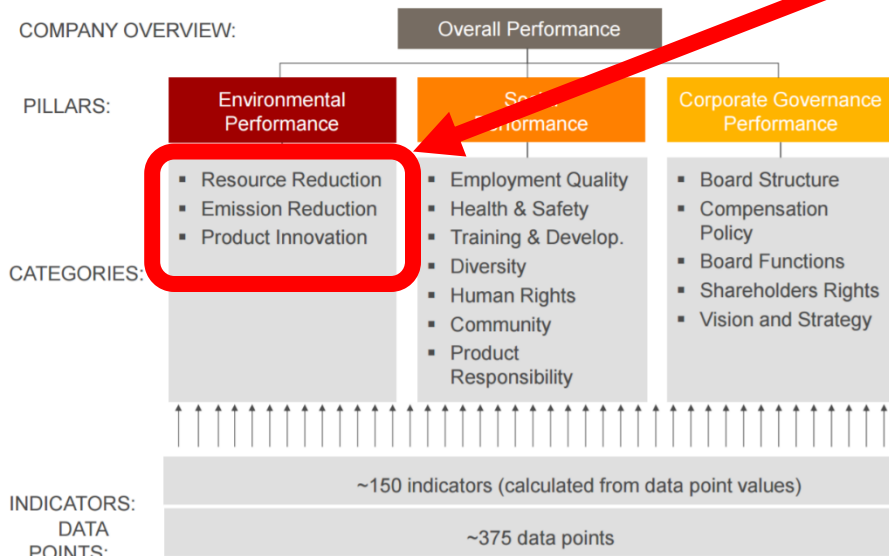 COMPANY OVERVIEW:
Overall Performance
PILLARS:
Environmental
Performance
Performance
Corporate Governance
Performance
CATEGORIES:
▪ Resource Reduction
▪ Emission Reduction
▪ Product Innovation
▪ Employment Quality
▪ Health & Safety
▪ Training & Develop.
▪ Diversity
▪ Human Rights
▪ Community
▪ Product
Responsibility
▪ Board Structure
▪ Compensation
Policy
▪ Board Functions
▪ Shareholders Rights
▪ Vision and Strategy
INDICATORS:
~150 indicators (calculated from data point values)
DATA
POINTS:
~375 data points